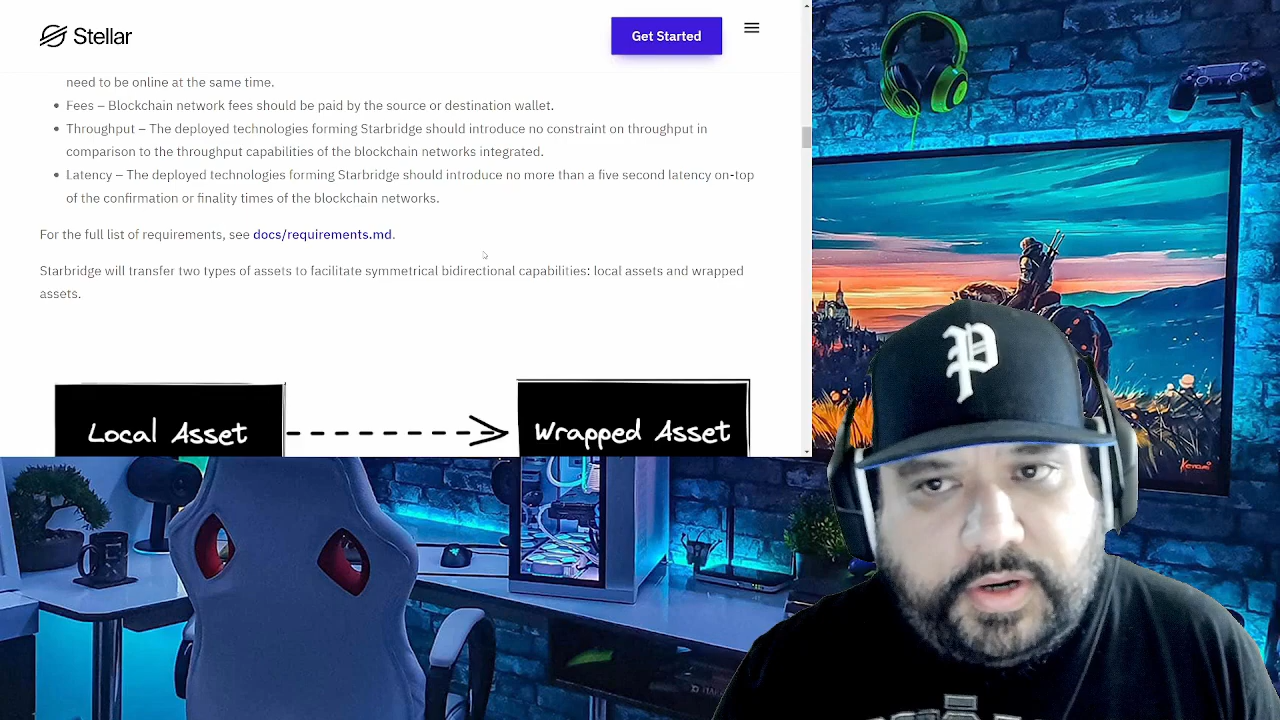 Stellar
Get Started
need to be online at the same time.
• Fees – Blockchain network fees should be paid by the source or destination wallet.
• Throughput – The deployed technologies forming Starbridge should introduce no constraint on throughput in
comparison to the throughput capabilities of the blockchain networks integrated.
• Latency – The deployed technologies forming Starbridge should introduce no more than a five second latency on-top
of the confirmation or finality times of the blockchain networks.
For the full list of requirements, see docs/requirements.md.
Starbridge will transfer two types of assets to facilitate symmetrical bidirectional capabilities: local assets and wrapped
assets.
Local Asset
Wrapped Asset
P